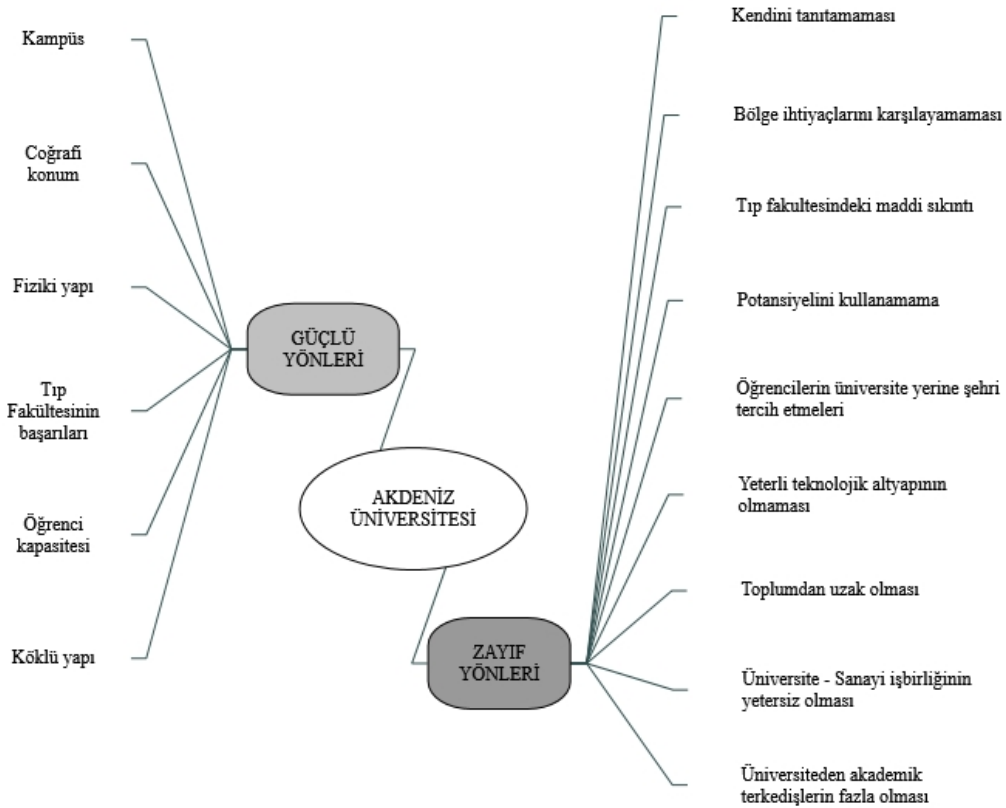 Kampüs
Coğrafi
konum
Fiziki yapı
Tıp
Fakültesinin
başarıları
Öğrenci
kapasitesi
Köklü yapı
GÜÇLÜ
YÖNLERİ
AKDENİZ
ÜNİVERSİTESİ
ZAYIF
YÖNLERİ
Kendini tanıtamaması
Bölge ihtiyaçlarını karşılayamaması
Tıp fakultesindeki maddi sıkıntı
Potansiyelini kullanamama
Öğrencilerin üniversite yerine şehri
tercih etmeleri
Yeterli teknolojik altyapının
olmaması
Toplumdan uzak olması
Üniversite - Sanayi işbirliğinin
yetersiz olması
Üniversiteden akademik
terkedişlerin fazla olması